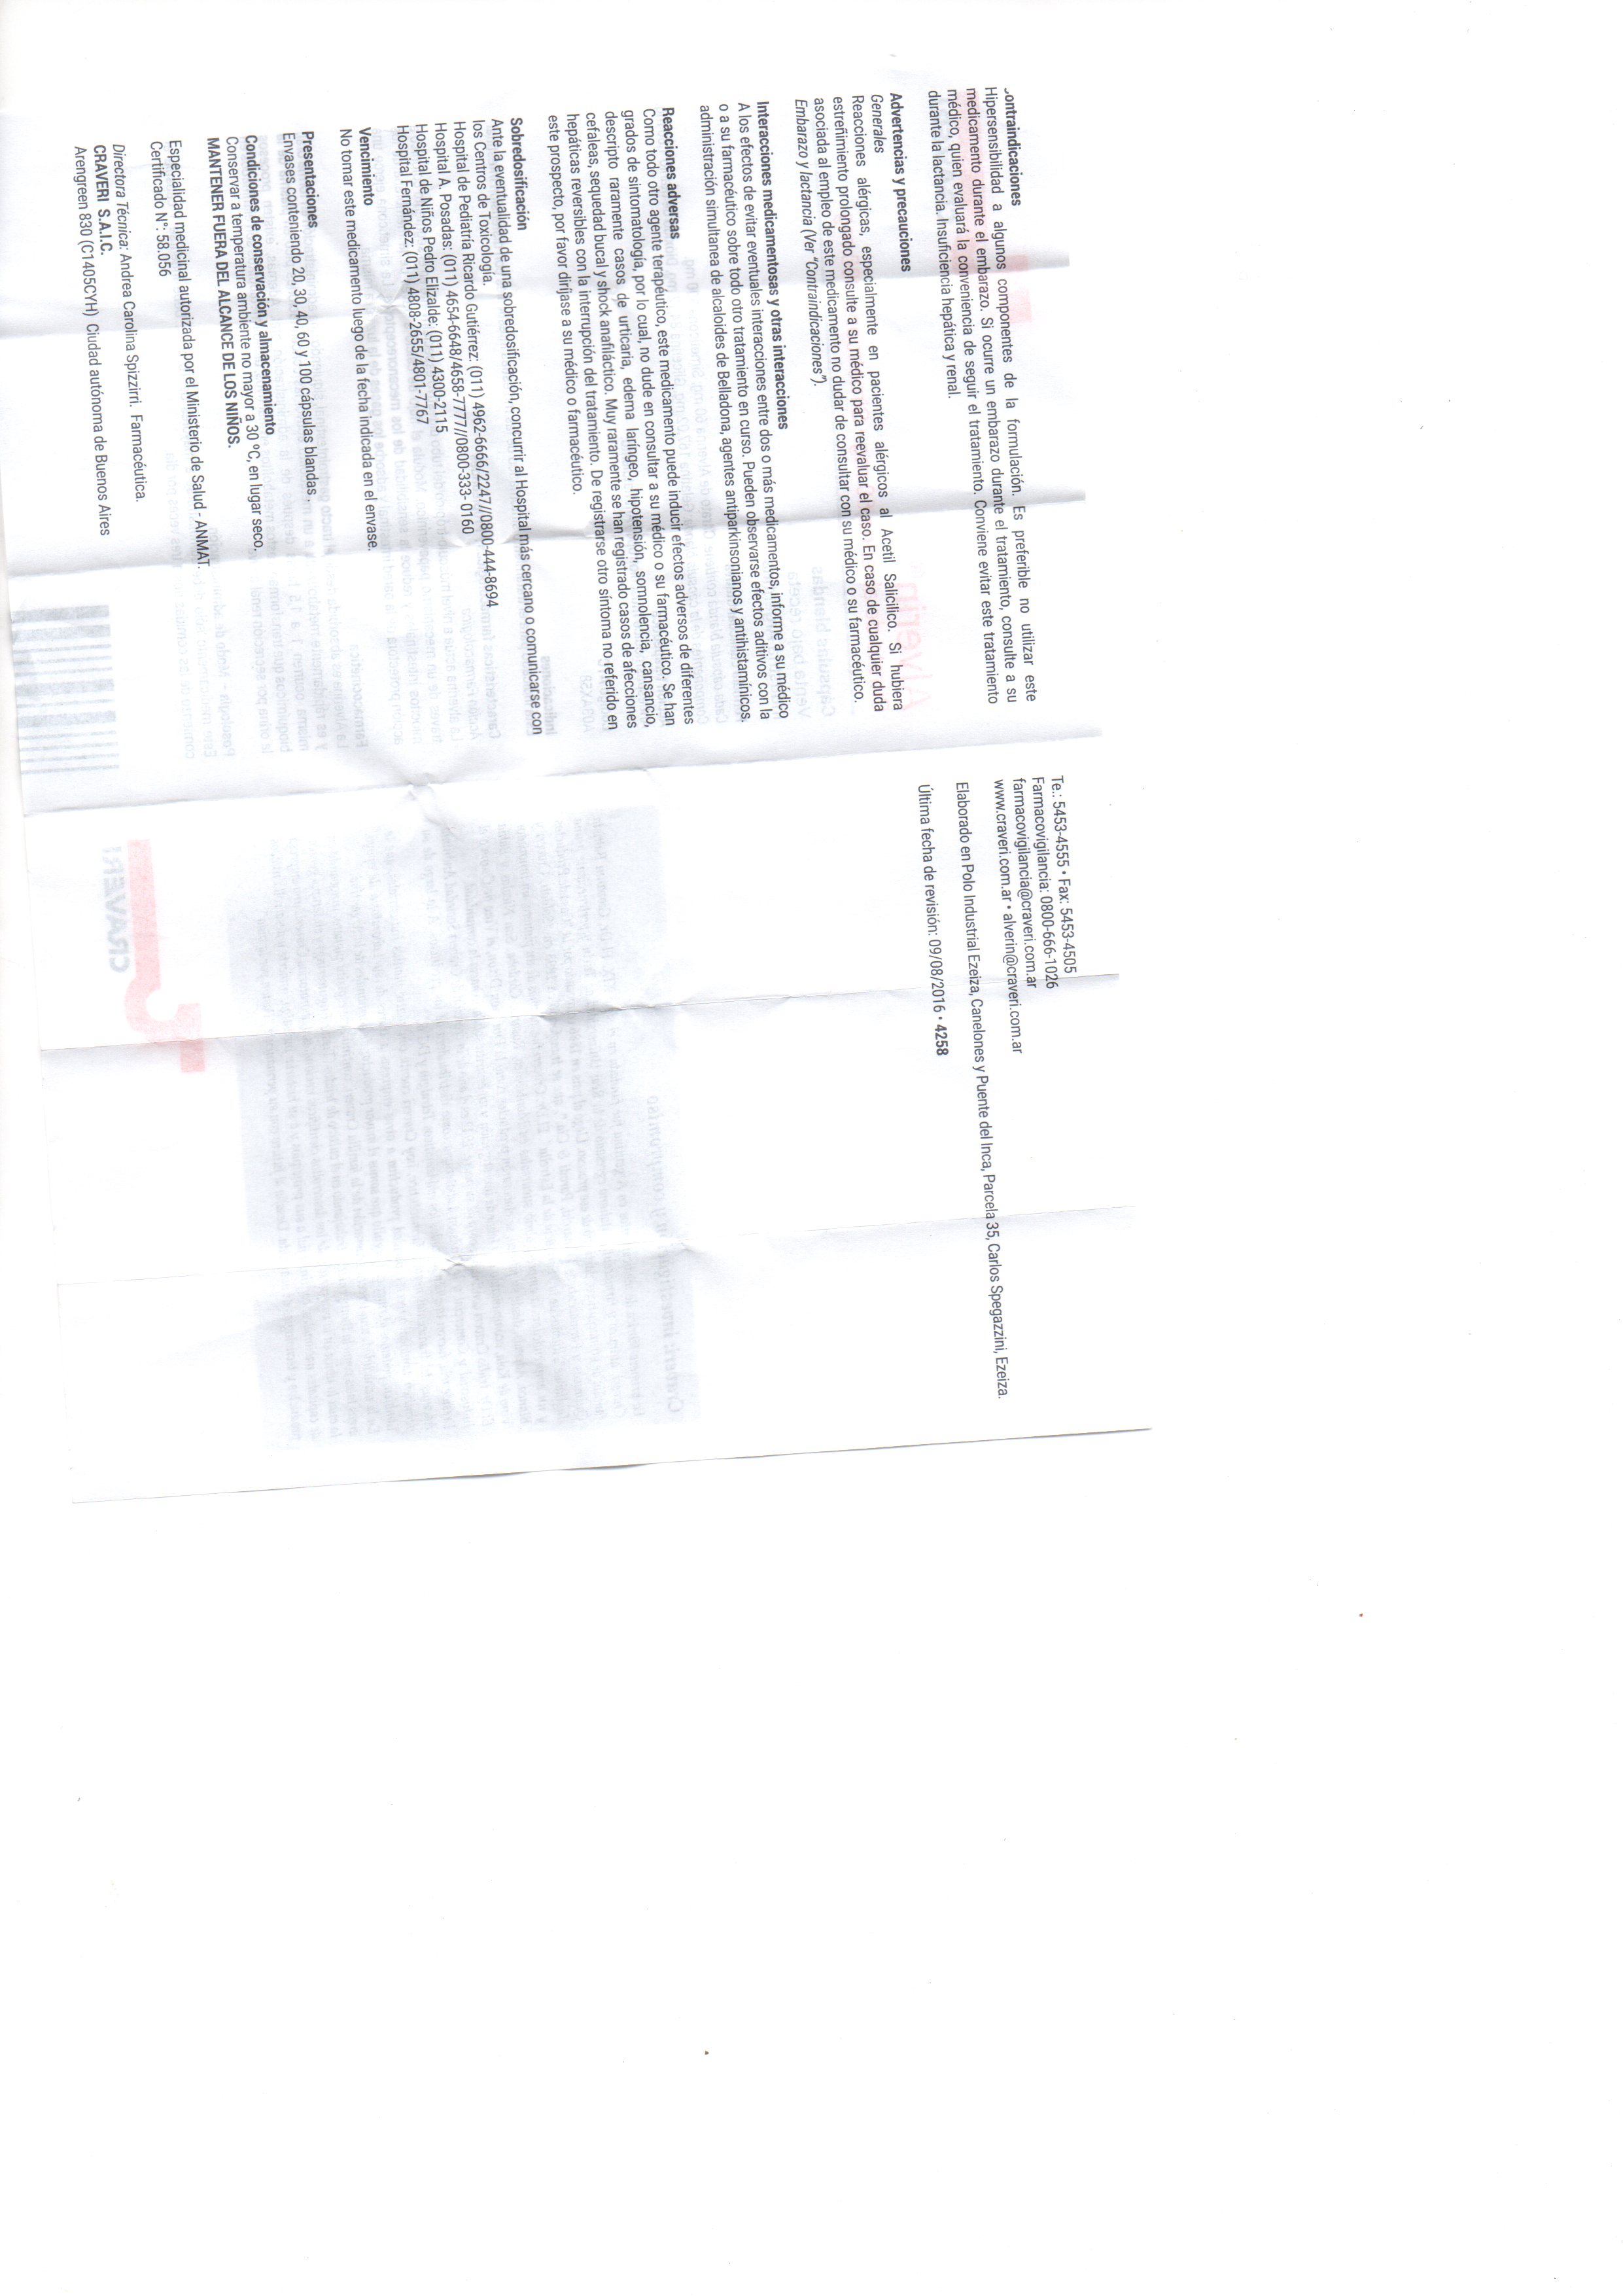 Contraindicaciones
Hipersensibilidad a algunos componentes de la formulación. Es preferible no utilizar este
medicamento durante el embarazo. Si ocurre un embarazo durante el tratamiento, consulte a su
médico, quien evaluará la conveniencia de seguir el tratamiento. Conviene evitar este tratamiento
durante la lactancia. Insuficiencia hepática y renal.
Advertencias y precauciones
Generales
Reacciones alérgicas, especialmente en pacientes alérgicos al Acetil Salicilico. Si hubiera
estreñimiento prolongado consulte a su médico para reevaluar el caso. En caso de cualquier duda
asociada al empleo de este medicamento no dudar de consultar con su médico o su farmacéutico.
Embarazo y lactancia (Ver "Contraindicaciones").
Interacciones medicamentosas y otras interacciones
A los efectos de evitar eventuales interacciones entre dos o más medicamentos, informe a su médico
o a su farmacéutico sobre todo otro tratamiento en curso. Pueden observarse efectos aditivos con la
administración simultanea de alcaloides de Belladona, agentes antiparkinsonianos y antihistamínicos.
Reacciones adversas
Como todo otro agente terapéutico, este medicamento puede inducir efectos adversos de diferentes
grados de sintomatología, por lo cual, no dude en consultar a su médico o su farmacéutico. Se han
descripto raramente casos de urticaria, edema laríngeo, hipotensión, somnolencia, cansancio,
cefaleas, sequedad bucal y shock anafiláctico. Muy raramente se han registrado casos de afecciones
hepáticas reversibles con la interrupción del tratamiento. De registrarse otro síntoma no referido en
este prospecto, por favor diríjase a su médico o farmacéutico.
Sobredosificación
Ante la eventualidad de una sobredosificación, concurrir al Hospital más cercano o comunicarse con
los Centros de Toxicología.
Hospital de Pediatría Ricardo Gutiérrez: (011) 4962-6666/2247//0800-444-8694
Hospital A. Posadas: (011) 4654-6648/4658-7777//0800-333- 0160
Hospital de Niños Pedro Elizalde: (011) 4300-2115
Hospital Fernández: (011) 4808-2655/4801-7767
Vencimiento
No tomar este medicamento luego de la fecha indicada en el envase.
Presentaciones
Envases conteniendo 20, 30, 40, 60 y 100 cápsulas blandas .
Condiciones de conservación y almacenamiento
Conservar a temperatura ambiente no mayor a 30 ºC, en lugar seco.
MANTENER FUERA DEL ALCANCE DE LOS NIÑOS.
Especialidad medicinal autorizada por el Ministerio de Salud - ANMAT.
Certificado Nº: 58.056
Directora Técnica: Andrea Carolina Spizzirri. Farmacéutica.
CRAVERI S.A.I.C.
Arengreen 830 (C1405CYH) Ciudad autónoma de Buenos Aires
Te.: 5453-4555 • Fax: 5453-4505
Farmacovigilancia: 0800-666-1026
farmacovigilancia@craveri.com.ar
www.craveri.com.ar • alverin@craveri.com.ar
Elaborado en Polo Industrial Ezeiza, Canelones y Puente del Inca, Parcela 35, Carlos Spegazzini, Ezeiza.
Última fecha de revisión: 09/08/2016 • 4258